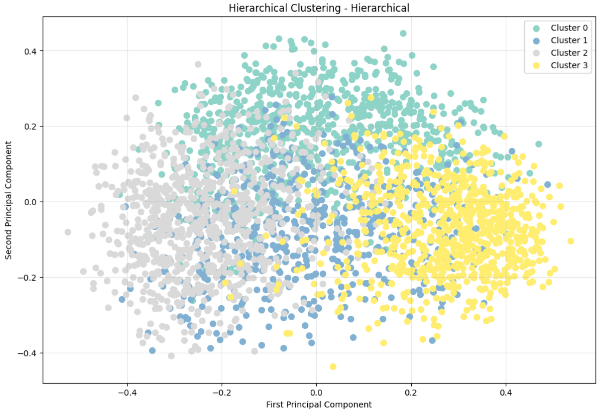 Hierarchical Clustering - Hierarchical
Cluster 0
Cluster 1
Cluster 2
Cluster 3
Second Principal Component
0.4
0.2
0.0
−0.2
−0.4
−0.4
−0.2
0.0
0.2
0.4
First Principal Component